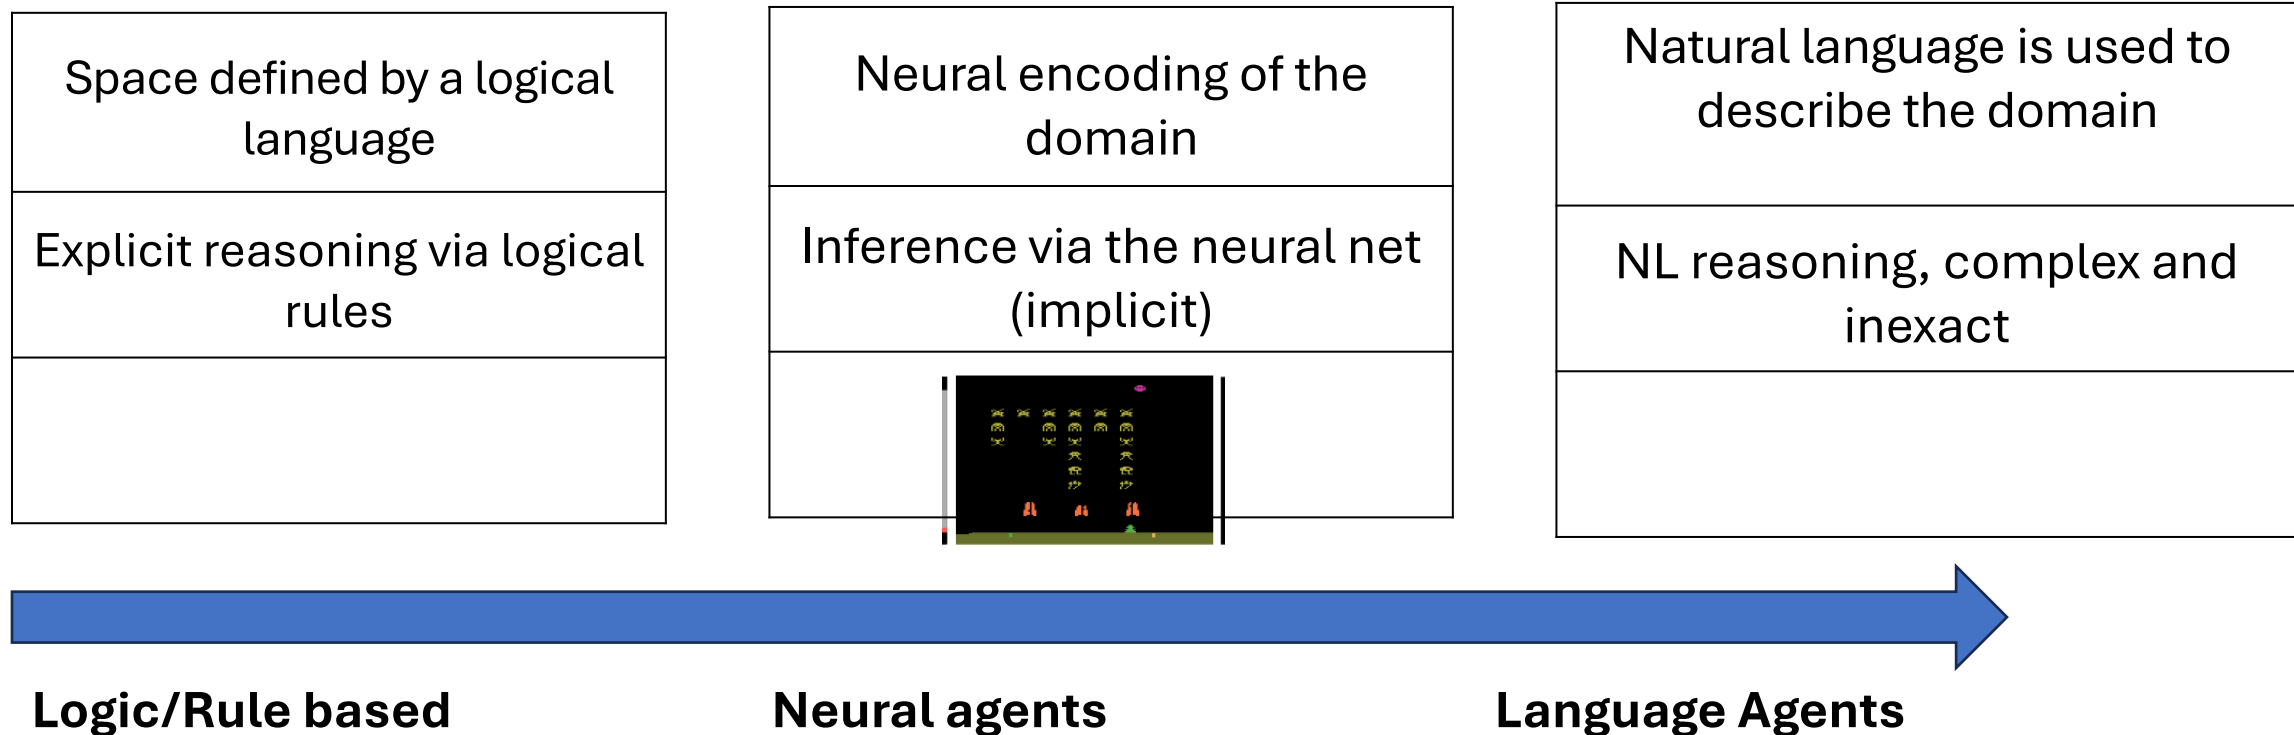 Space defined by a logical
language
Explicit reasoning via logical
rules
Neural encoding of the
domain
Inference via the neural net
(implicit)
Natural language is used to
describe the domain
NL reasoning, complex and
inexact
Logic/Rule based
Neural agents
Language Agents